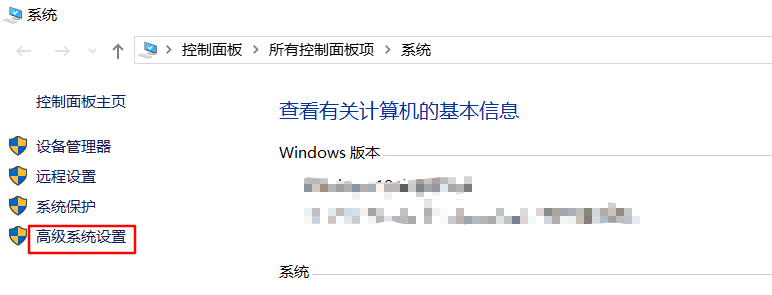 系统
控制面板 所有控制面板项 系统
控制面板主页
设备管理器
远程设置
系统保护
高级系统设置
查看有关计算机的基本信息
Windows 版本
系统